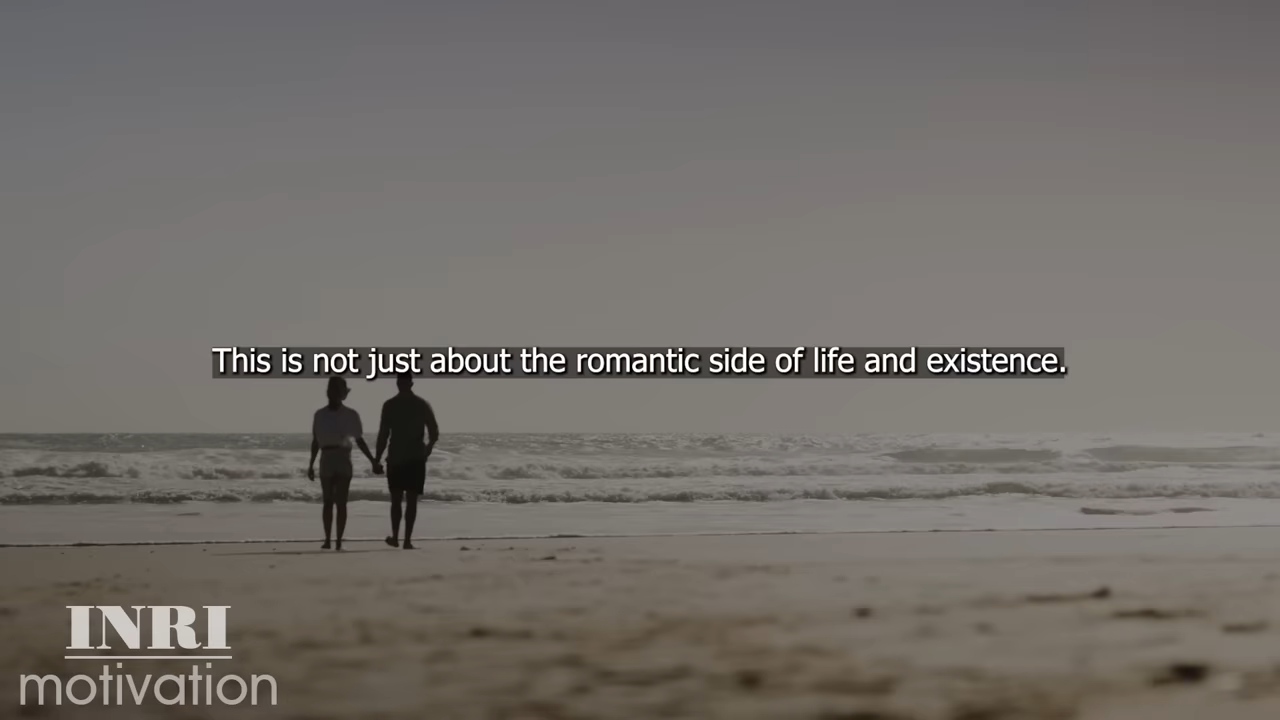 This is not just about the romantic side of life and existence.
INRI
motivation